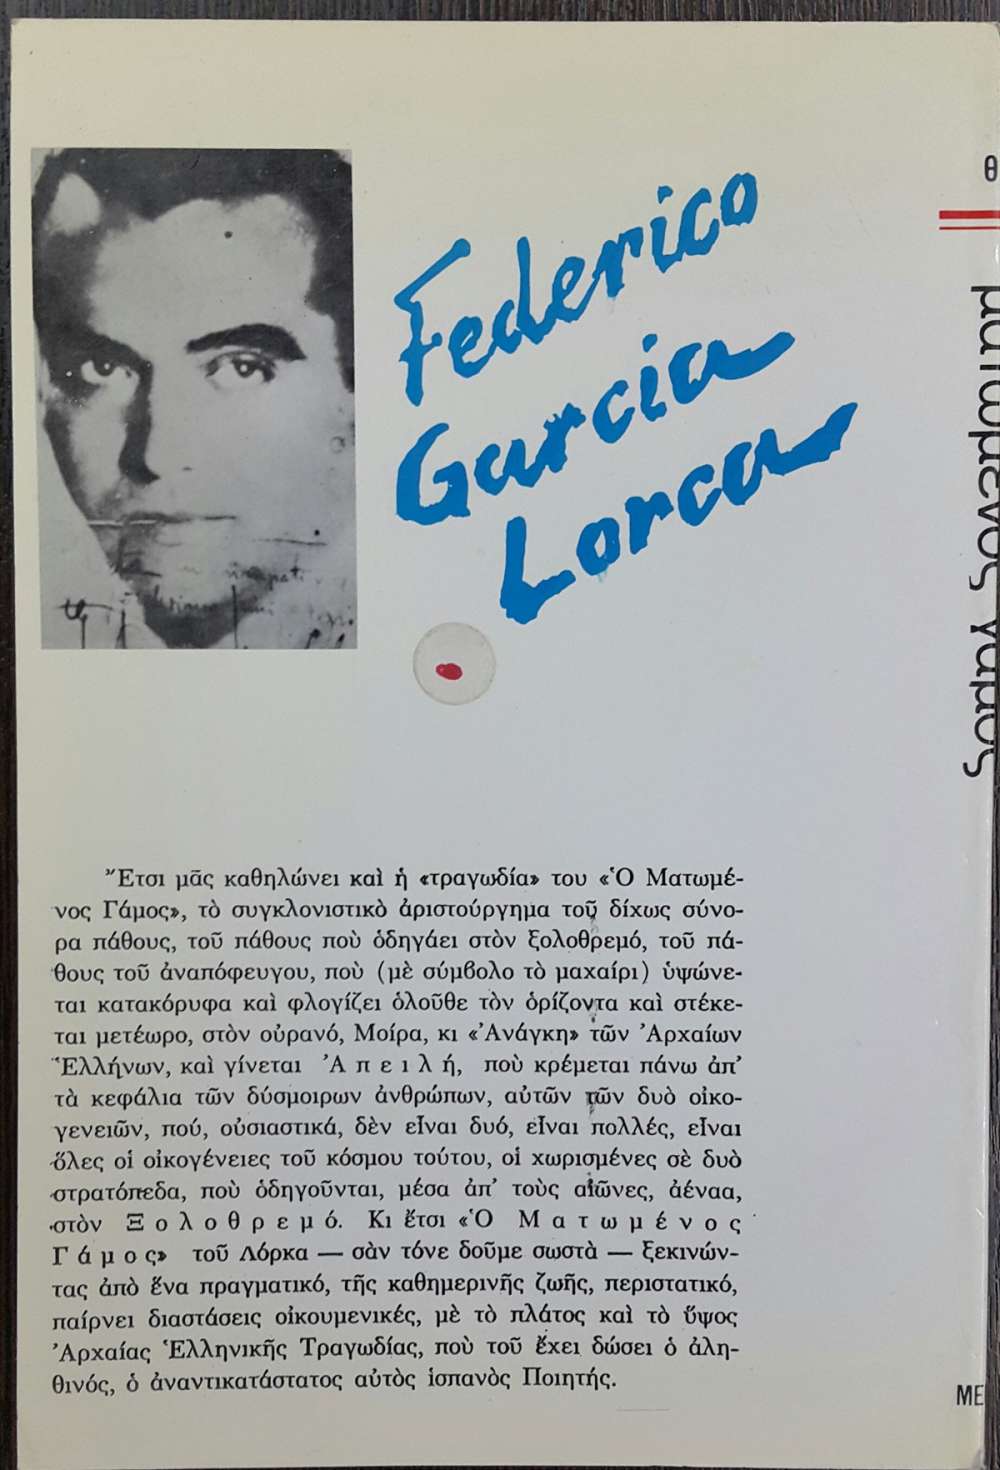 Federico
Garcia
Lorca
Ἔτσι μᾶς καθηλώνει καὶ ἡ «τραγωδία» του «Ὁ Ματωμέ-
νος Γάμος», τὸ συγκλονιστικὸ ἀριστούργημα τοῦ δίχως σύνο-
ρα πάθους, τοῦ πάθους ποὺ ὁδηγάει στὸν ξολοθρεμό, τοῦ πά-
θους τοῦ ἀναπόφευγου, ποὺ (μὲ σύμβολο τὸ μαχαίρι) ὑψώνε-
ται κατακόρυφα καὶ φλογίζει ὁλοῦθε τὸν ὁρίζοντα καὶ στέκε-
ται μετέωρο, στὸν οὐρανό, Μοίρα, κι «Ἀνάγκη» τῶν Ἀρχαίων
Ἑλλήνων, καὶ γίνεται Ἀπειλή, ποὺ κρέμεται πάνω ἀπ’
τὰ κεφάλια τῶν δύσμοιρων ἀνθρώπων, αὐτῶν τῶν δυὸ οἰκο-
γενειῶν, πού, οὐσιαστικά, δὲν εἶναι δυό, εἶναι πολλές, εἶναι
ὅλες οἱ οἰκογένειες τοῦ κόσμου τούτου, οἱ χωρισμένες σὲ δυὸ
στρατόπεδα, ποὺ ὁδηγοῦνται, μέσα ἀπ’ τοὺς αἰῶνες, ἀέναα,
στὸν Ξολοθρεμό. Κι ἔτσι «Ὁ Ματωμένος
Γάμος» τοῦ Λόρκα — σὰν τόνε δοῦμε σωστὰ — ξεκινών-
τας ἀπὸ ἕνα πραγματικό, τῆς καθημερινῆς ζωῆς, περιστατικό,
παίρνει διαστάσεις οἰκουμενικές, μὲ τὸ πλάτος καὶ τὸ ὕψος
Ἀρχαίας Ἑλληνικῆς Τραγωδίας, ποὺ τοῦ ἔχει δώσει ὁ ἀλη-
θινός, ὁ ἀναντικατάστατος αὐτὸς ἱσπανὸς Ποιητής.
θ
ματωμένος γάμος
ΜΕ